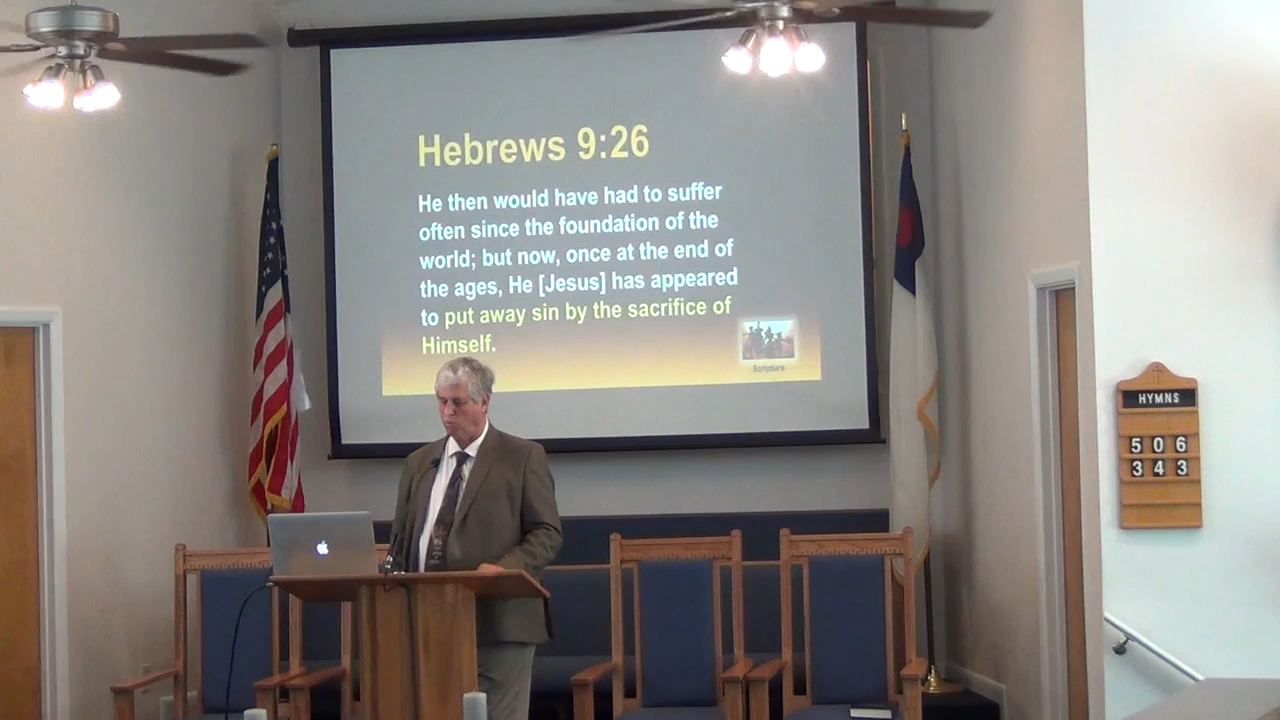 Hebrews 9:26
He then would have had to suffer
often since the foundation of the
world; but now, once at the end of
the ages, He [Jesus] has appeared
to put away sin by the sacrifice of
Himself.
Scripture
HYMNS
506
343